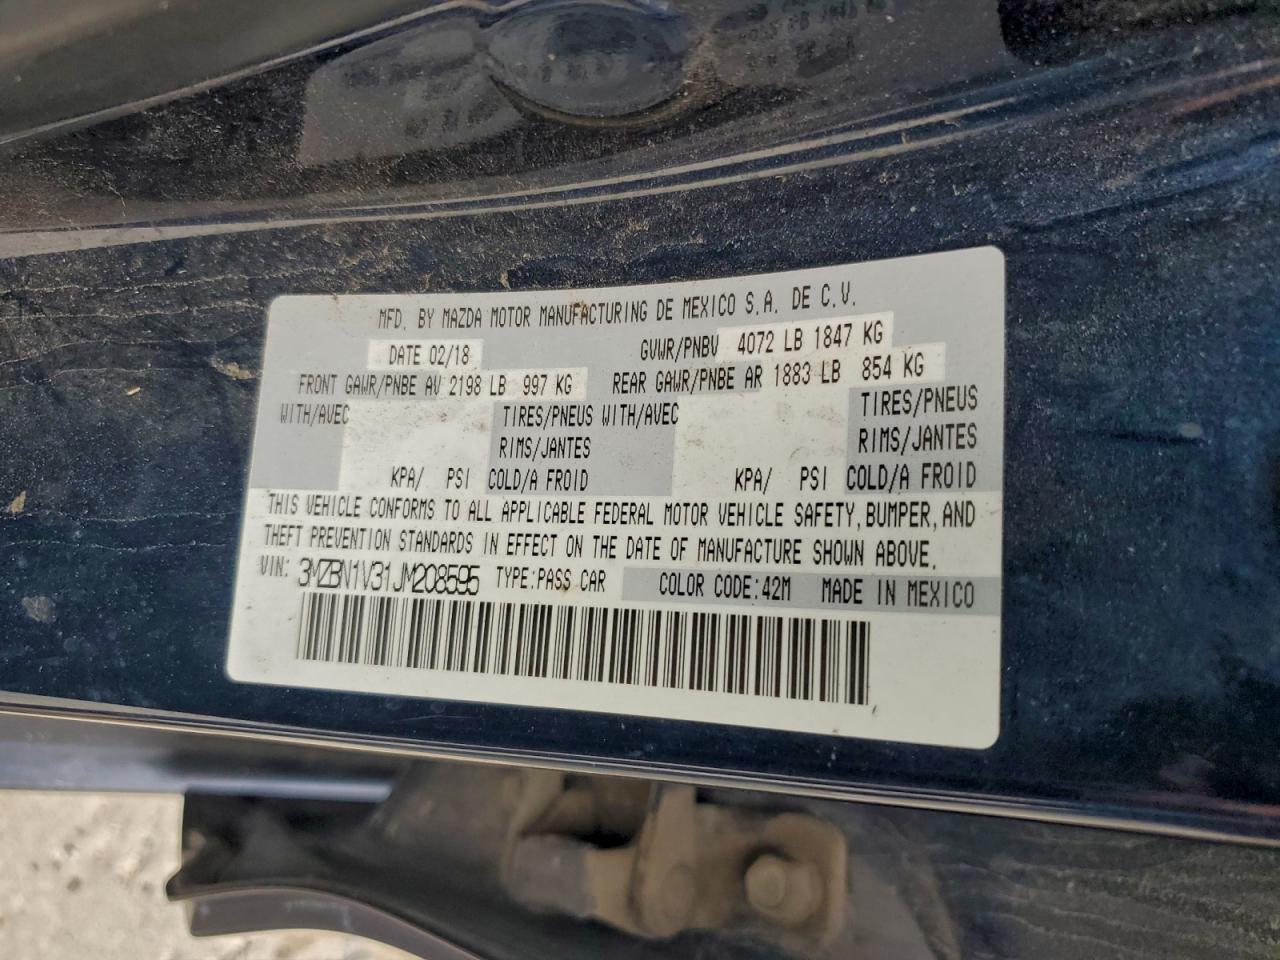 MFD. BY MAZDA MOTOR MANUFACTURING DE MEXICO S.A. DE C.V.
DATE 02/18 GVWR/PNBV 4072 LB 1847 KG
FRONT GAWR/PNBE AV 2198 LB 997 KG REAR GAWR/PNBE AR 1883 LB 854 KG
WITH/AVEC TIRES/PNEUS WITH/AVEC TIRES/PNEUS
RIMS/JANTES RIMS/JANTES
KPA/ PSI COLD/A FROID KPA/ PSI COLD/A FROID
THIS VEHICLE CONFORMS TO ALL APPLICABLE FEDERAL MOTOR VEHICLE SAFETY, BUMPER, AND
THEFT PREVENTION STANDARDS IN EFFECT ON THE DATE OF MANUFACTURE SHOWN ABOVE.
VIN: 3MZBN1V31JM208595 TYPE:PASS CAR COLOR CODE:42M MADE IN MEXICO